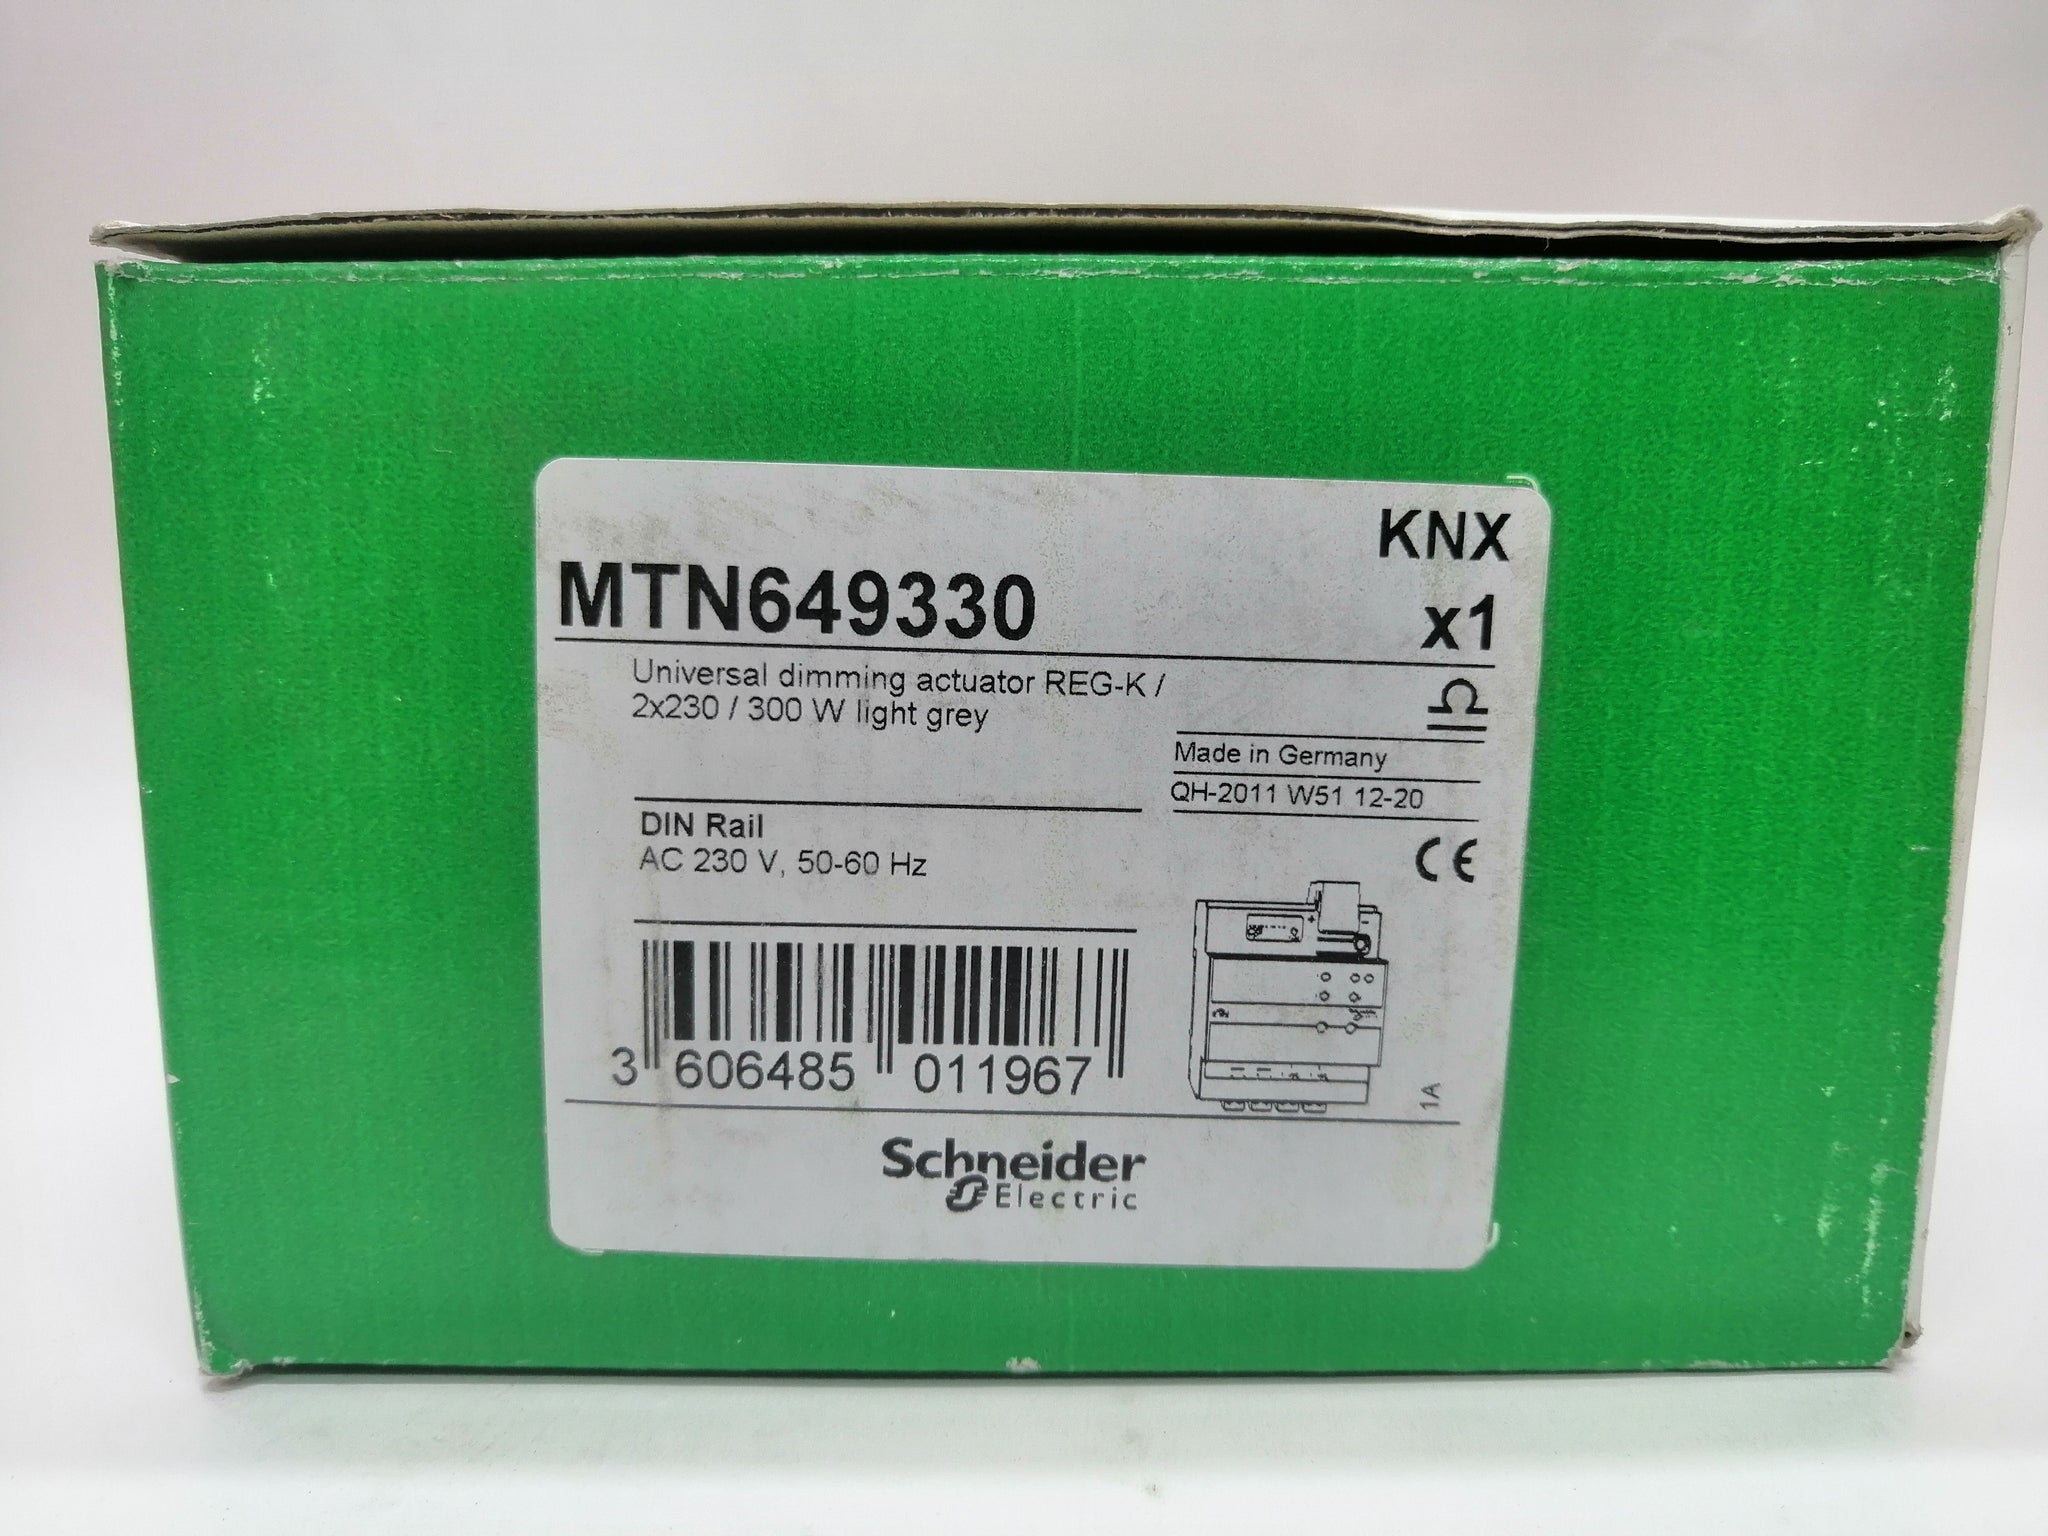 KNX
MTN649330
x1
Universal dimming actuator REG-K /
2x230 / 300 W light grey
Made in Germany
QH-2011 W51 12-20
DIN Rail
AC 230 V, 50-60 Hz
CE
3 606485 011967
1A
Schneider
Electric